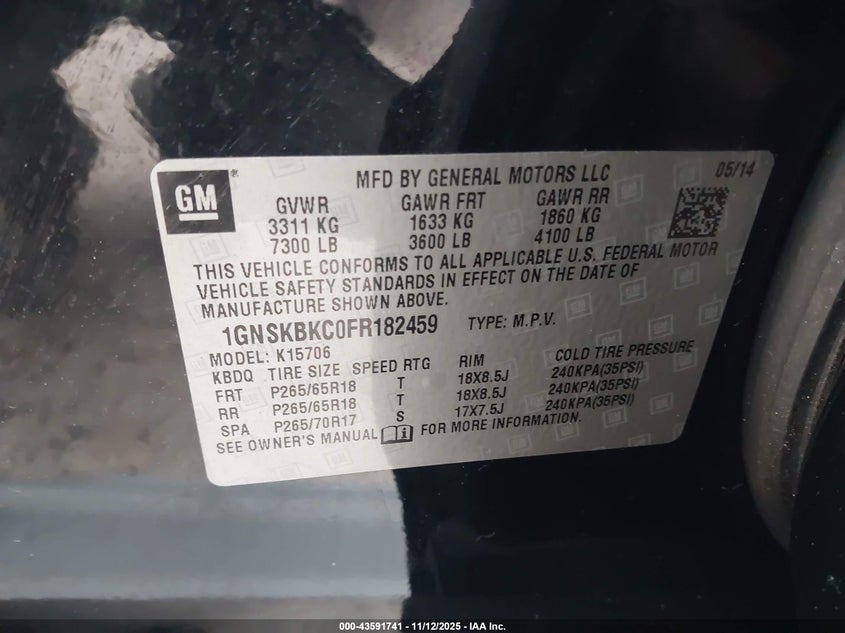 GM
MFD BY GENERAL MOTORS LLC 05/14
GVWR GAWR FRT GAWR RR
3311 KG 1633 KG 1860 KG
7300 LB 3600 LB 4100 LB
THIS VEHICLE CONFORMS TO ALL APPLICABLE U.S. FEDERAL MOTOR
VEHICLE SAFETY STANDARDS IN EFFECT ON THE DATE OF
MANUFACTURE SHOWN ABOVE.
1GNSKBKC0FR182459 TYPE: M.P.V.
MODEL: K15706
KBDQ TIRE SIZE SPEED RTG RIM COLD TIRE PRESSURE
FRT P265/65R18 T 18X8.5J 240KPA(35PSI)
RR P265/65R18 T 18X8.5J 240KPA(35PSI)
SPA P265/70R17 S 17X7.5J 240KPA(35PSI)
SEE OWNER'S MANUAL FOR MORE INFORMATION.
000-43591741 - 11/12/2025 - IAA Inc.